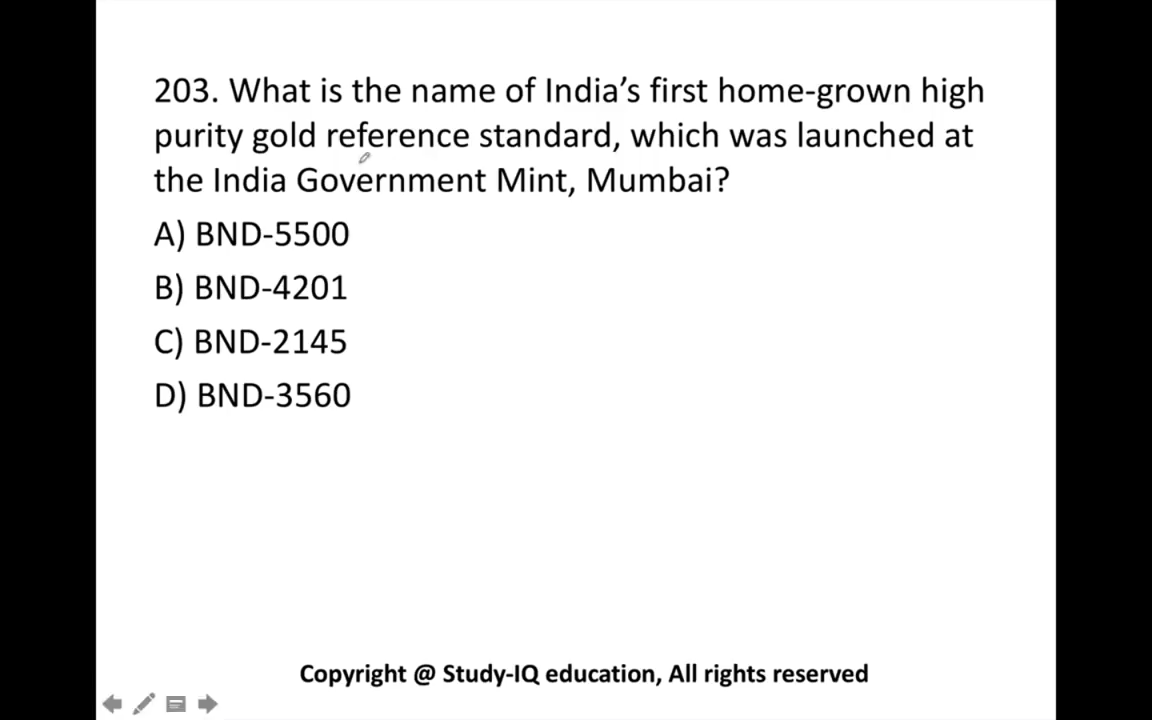 203. What is the name of India’s first home-grown high
purity gold reference standard, which was launched at
the India Government Mint, Mumbai?
A) BND-5500
B) BND-4201
C) BND-2145
D) BND-3560
Copyright @ Study-IQ education, All rights reserved